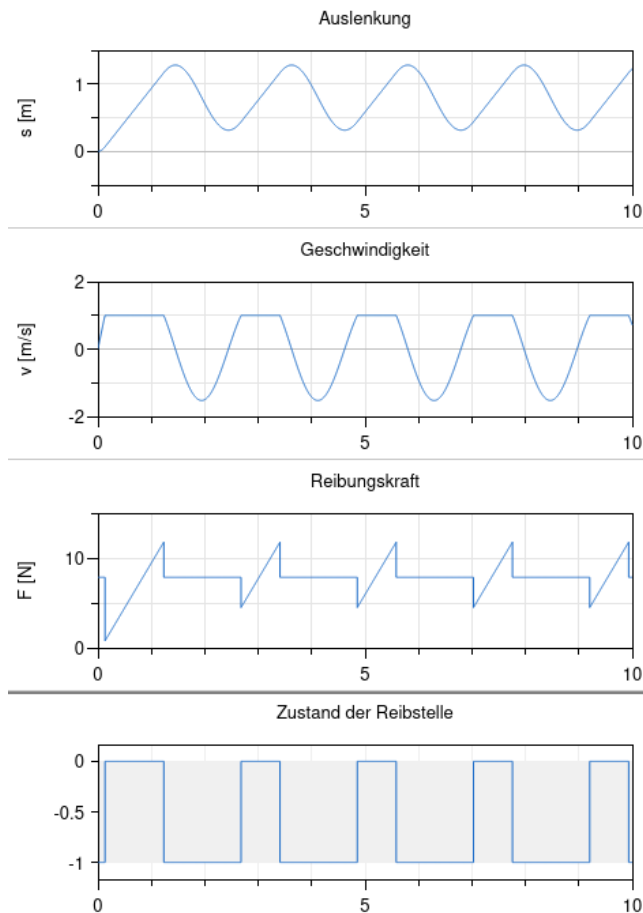 Auslenkung
s [m]
1
0
0 5 10
Geschwindigkeit
v [m/s]
2
0
-2
0 5 10
Reibungskraft
F [N]
10
0
0 5 10
Zustand der Reibstelle
0
-0.5
-1
0 5 10